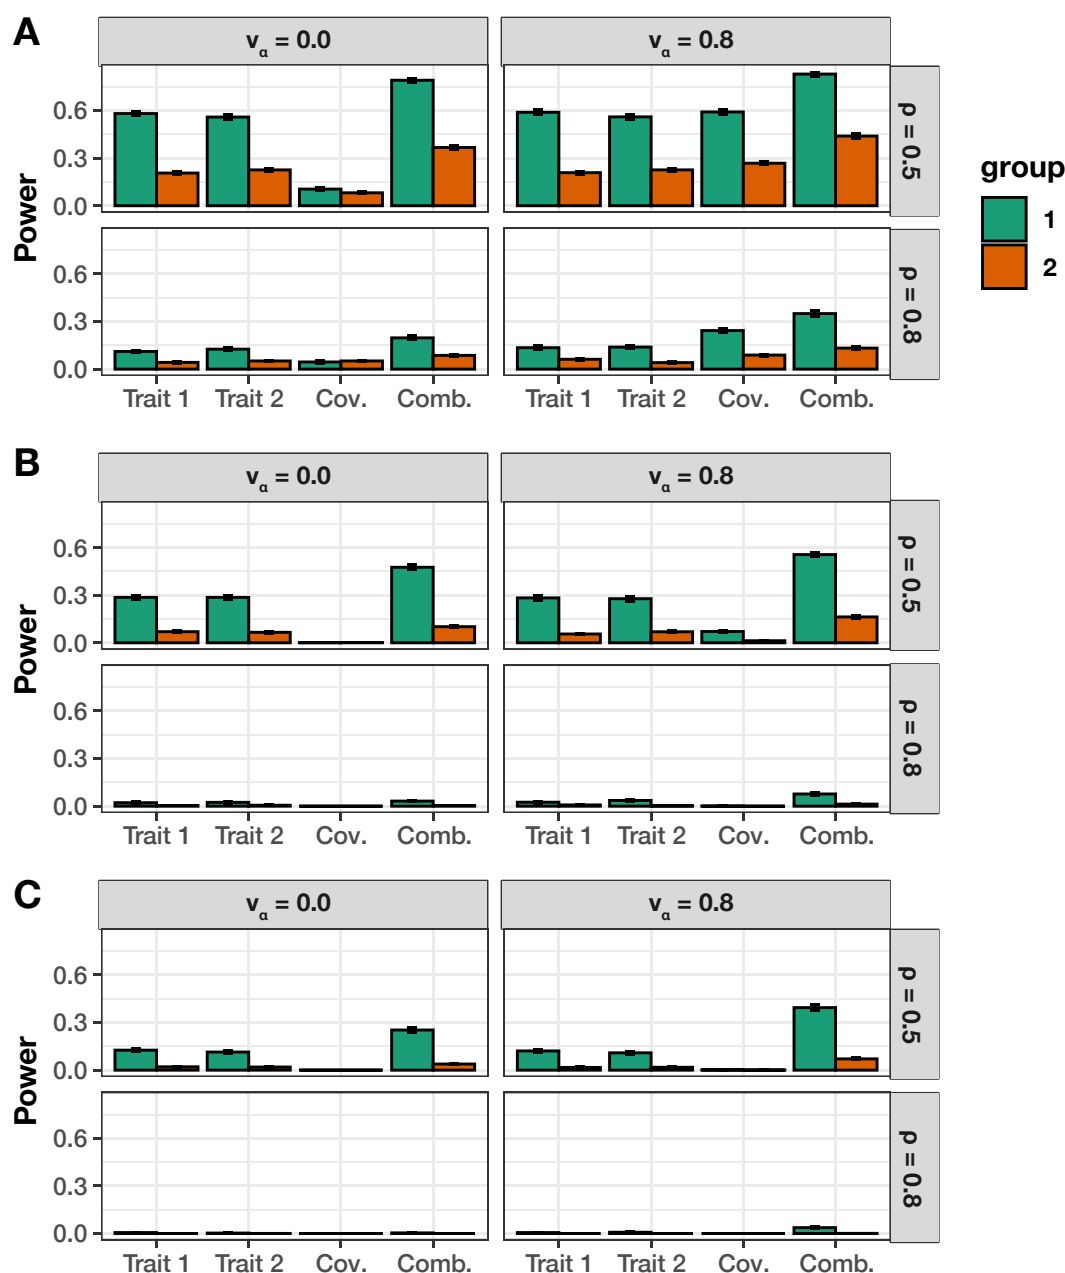 A
vα = 0.0
vα = 0.8
Power
0.6
0.3
0.0
ρ = 0.5
0.6
0.3
0.0
ρ = 0.8
Trait 1 Trait 2 Cov. Comb.
Trait 1 Trait 2 Cov. Comb.
group
1
2
B
vα = 0.0
vα = 0.8
Power
0.6
0.3
0.0
ρ = 0.5
0.6
0.3
0.0
ρ = 0.8
Trait 1 Trait 2 Cov. Comb.
Trait 1 Trait 2 Cov. Comb.
C
vα = 0.0
vα = 0.8
Power
0.6
0.3
0.0
ρ = 0.5
0.6
0.3
0.0
ρ = 0.8
Trait 1 Trait 2 Cov. Comb.
Trait 1 Trait 2 Cov. Comb.